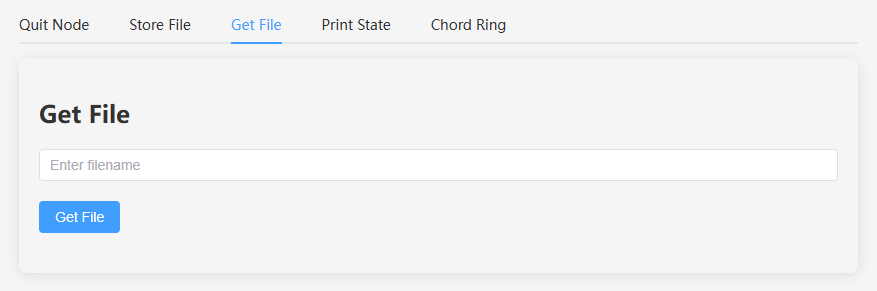 Quit Node Store File Get File Print State Chord Ring
Get File
Enter filename
Get File